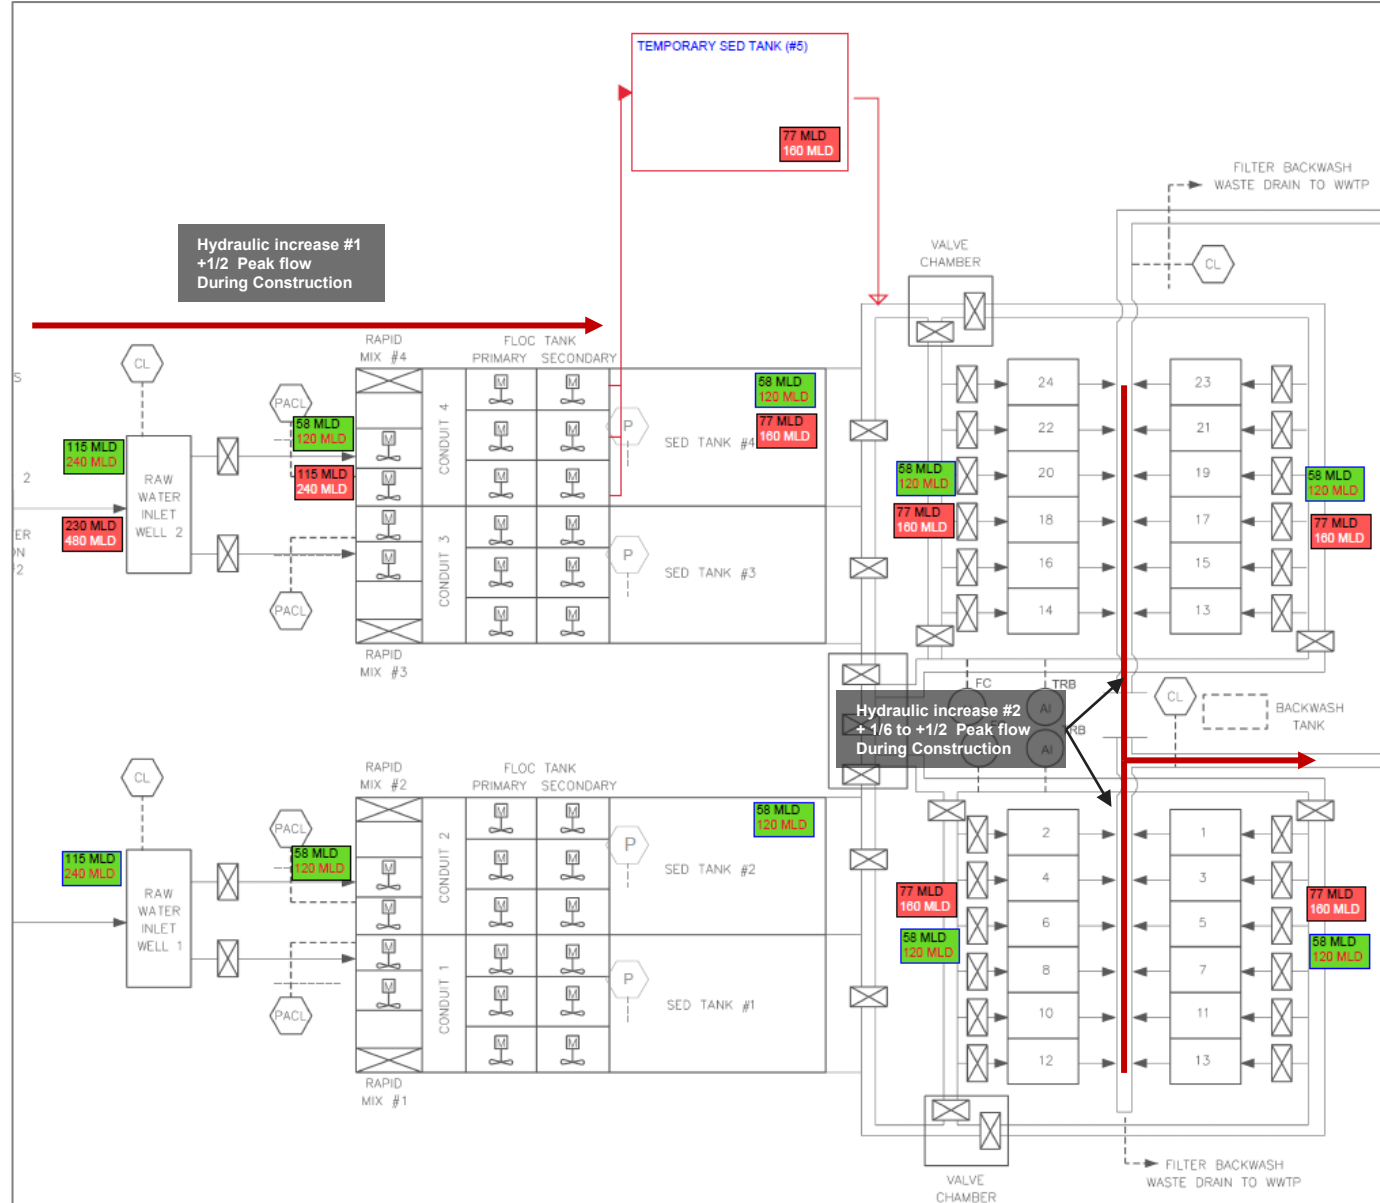 TEMPORARY SED TANK (#5)
77 MLD
160 MLD
FILTER BACKWASH
WASTE DRAIN TO WWTP
Hydraulic increase #1
+1/2 Peak flow
During Construction
VALVE
CHAMBER
CL
RAPID
MIX #4
FLOC TANK
PRIMARY SECONDARY
CL
S
PACL
58 MLD
120 MLD
115 MLD
240 MLD
115 MLD
240 MLD
2
230 MLD
480 MLD
ER
ON
#2
RAW
WATER
INLET
WELL 2
CONDUIT 4
M
M
M
M
M
M
M
M
P
SED TANK #4
58 MLD
120 MLD
77 MLD
160 MLD
M
M
CONDUIT 3
M
M
M
M
M
M
P
SED TANK #3
PACL
RAPID
MIX #3
24
22
20
18
16
14
23
21
19
17
15
13
58 MLD
120 MLD
77 MLD
160 MLD
58 MLD
120 MLD
77 MLD
160 MLD
FC
TRB
AI
TRB
AI
Hydraulic increase #2
+ 1/6 to +1/2 Peak flow
During Construction
CL
BACKWASH
TANK
CL
RAPID
MIX #2
FLOC TANK
PRIMARY SECONDARY
PACL
115 MLD
240 MLD
58 MLD
120 MLD
RAW
WATER
INLET
WELL 1
CONDUIT 2
M
M
M
M
M
M
M
M
P
SED TANK #2
58 MLD
120 MLD
M
M
CONDUIT 1
M
M
M
M
M
M
P
SED TANK #1
PACL
RAPID
MIX #1
2
4
6
8
10
12
1
3
5
7
11
13
77 MLD
160 MLD
58 MLD
120 MLD
77 MLD
160 MLD
58 MLD
120 MLD
VALVE
CHAMBER
FILTER BACKWASH
WASTE DRAIN TO WWTP